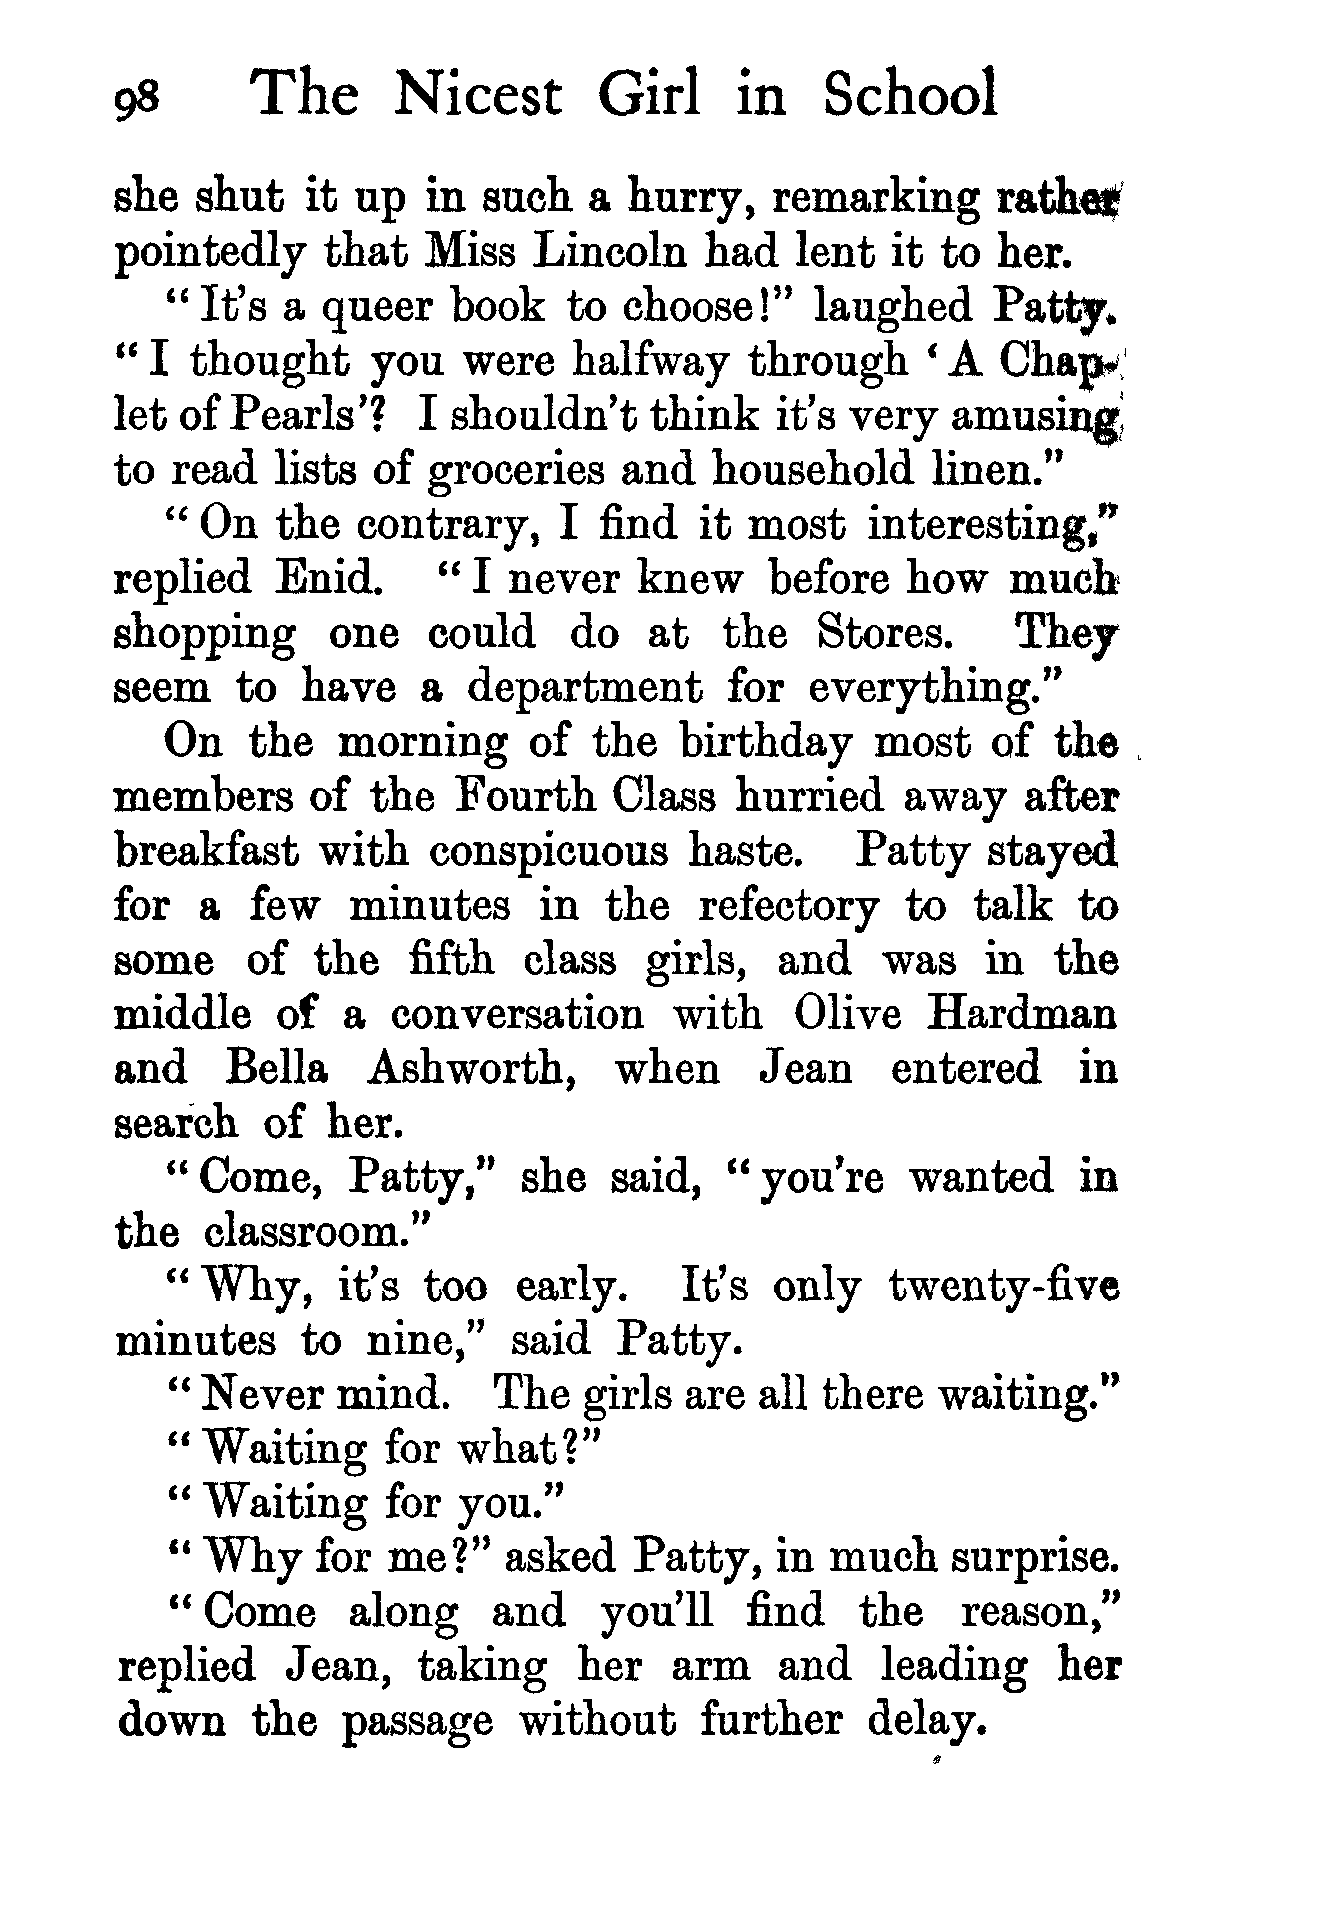 98 The Nicest Girl in School
she shut it up in such a hurry, remarking rather
pointedly that Miss Lincoln had lent it to her.
“It’s a queer book to choose!” laughed Patty.
“I thought you were halfway through ‘A Chap-
let of Pearls’? I shouldn’t think it’s very amusing
to read lists of groceries and household linen.”
“On the contrary, I find it most interesting,”
replied Enid. “I never knew before how much
shopping one could do at the Stores. They
seem to have a department for everything.”
On the morning of the birthday most of the
members of the Fourth Class hurried away after
breakfast with conspicuous haste. Patty stayed
for a few minutes in the refectory to talk to
some of the fifth class girls, and was in the
middle of a conversation with Olive Hardman
and Bella Ashworth, when Jean entered in
search of her.
“Come, Patty,” she said, “you’re wanted in
the classroom.”
“Why, it’s too early. It’s only twenty-five
minutes to nine,” said Patty.
“Never mind. The girls are all there waiting.”
“Waiting for what?”
“Waiting for you.”
“Why for me?” asked Patty, in much surprise.
“Come along and you’ll find the reason,”
replied Jean, taking her arm and leading her
down the passage without further delay.